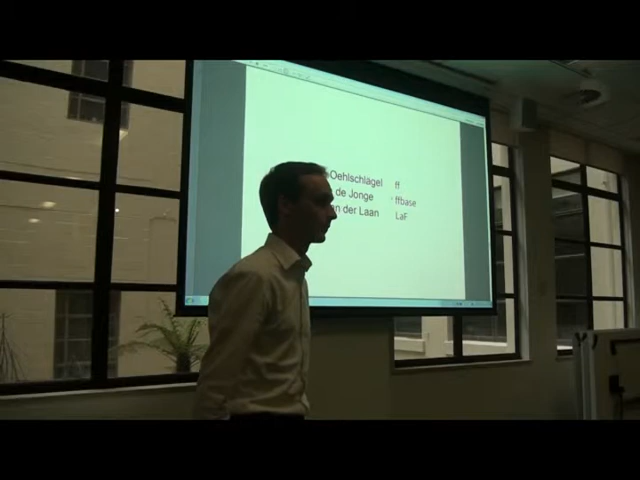 Oehlschlägel ff
de Jonge ffbase
der Laan LaF